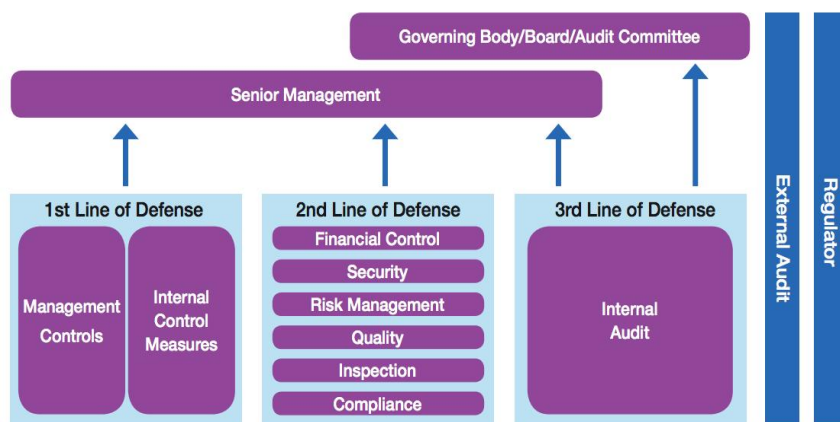 Governing Body/Board/Audit Committee
Senior Management
1st Line of Defense
Management
Controls
Internal
Control
Measures
2nd Line of Defense
Financial Control
Security
Risk Management
Quality
Inspection
Compliance
3rd Line of Defense
Internal
Audit
External Audit
Regulator